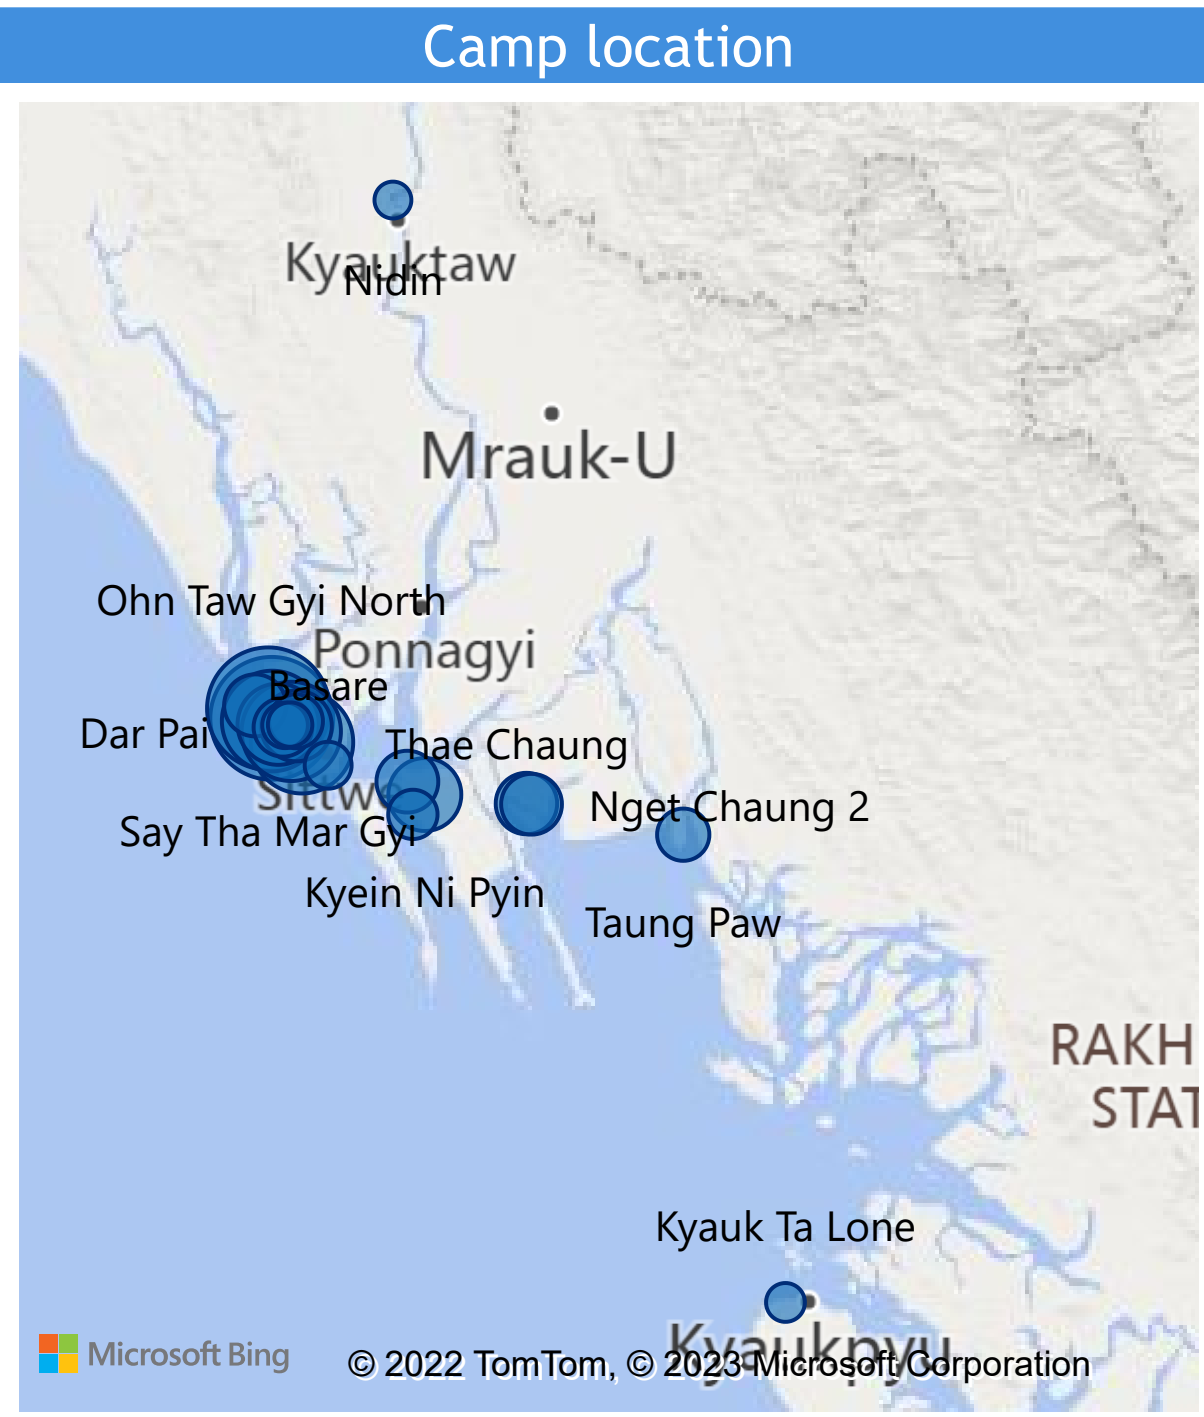 Camp location
Kyauktaw
Nidin
Mrauk-U
Ohn Taw Gyi North
Ponnagyi
Basare
Dar Pai
Thae Chaung
Sittwe
Nget Chaung 2
Say Tha Mar Gyi
Kyein Ni Pyin
Taung Paw
RAKH
STAT
Kyauk Ta Lone
Kyaukpyu
Microsoft Bing
© 2022 TomTom, © 2023 Microsoft Corporation